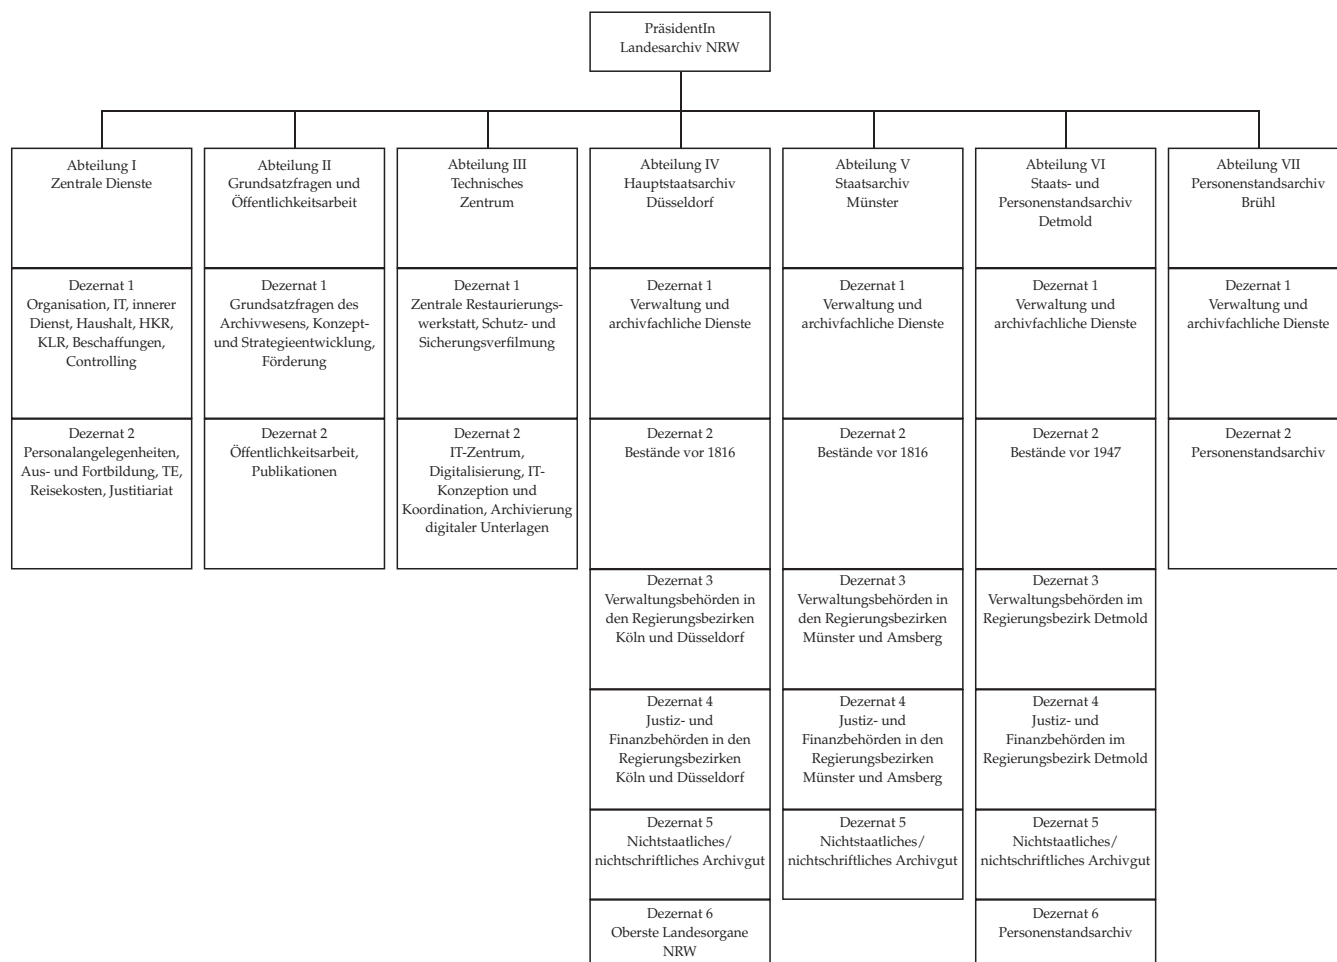 PräsidentIn
Landesarchiv NRW
Abteilung I
Zentrale Dienste
Dezernat 1
Organisation, IT, innerer
Dienst, Haushalt, HKR,
KLR, Beschaffungen,
Controlling
Dezernat 2
Personalangelegenheiten,
Aus- und Fortbildung, TE,
Reisekosten, Justitiariat
Abteilung II
Grundsatzfragen und
Öffentlichkeitsarbeit
Dezernat 1
Grundsatzfragen des
Archivwesens, Konzept-
und Strategieentwicklung,
Förderung
Dezernat 2
Öffentlichkeitsarbeit,
Publikationen
Abteilung III
Technisches
Zentrum
Dezernat 1
Zentrale Restaurierungs-
werkstatt, Schutz- und
Sicherungsverfilmung
Dezernat 2
IT-Zentrum,
Digitalisierung, IT-
Konzeption und
Koordination, Archivierung
digitaler Unterlagen
Abteilung IV
Hauptstaatsarchiv
Düsseldorf
Dezernat 1
Verwaltung und
archivfachliche Dienste
Dezernat 2
Bestände vor 1816
Dezernat 3
Verwaltungsbehörden in
den Regierungsbezirken
Köln und Düsseldorf
Dezernat 4
Justiz- und
Finanzbehörden in den
Regierungsbezirken
Köln und Düsseldorf
Dezernat 5
Nichtstaatliches/
nichtschriftliches Archivgut
Dezernat 6
Oberste Landesorgane
NRW
Abteilung V
Staatsarchiv
Münster
Dezernat 1
Verwaltung und
archivfachliche Dienste
Dezernat 2
Bestände vor 1816
Dezernat 3
Verwaltungsbehörden in
den Regierungsbezirken
Münster und Amsberg
Dezernat 4
Justiz- und
Finanzbehörden in den
Regierungsbezirken
Münster und Amsberg
Dezernat 5
Nichtstaatliches/
nichtschriftliches Archivgut
Abteilung VI
Staats- und
Personenstandsarchiv
Detmold
Dezernat 1
Verwaltung und
archivfachliche Dienste
Dezernat 2
Bestände vor 1947
Dezernat 3
Verwaltungsbehörden im
Regierungsbezirk Detmold
Dezernat 4
Justiz- und
Finanzbehörden im
Regierungsbezirk Detmold
Dezernat 5
Nichtstaatliches/
nichtschriftliches Archivgut
Dezernat 6
Personenstandsarchiv
Abteilung VII
Personenstandsarchiv
Brühl
Dezernat 1
Verwaltung und
archivfachliche Dienste
Dezernat 2
Personenstandsarchiv